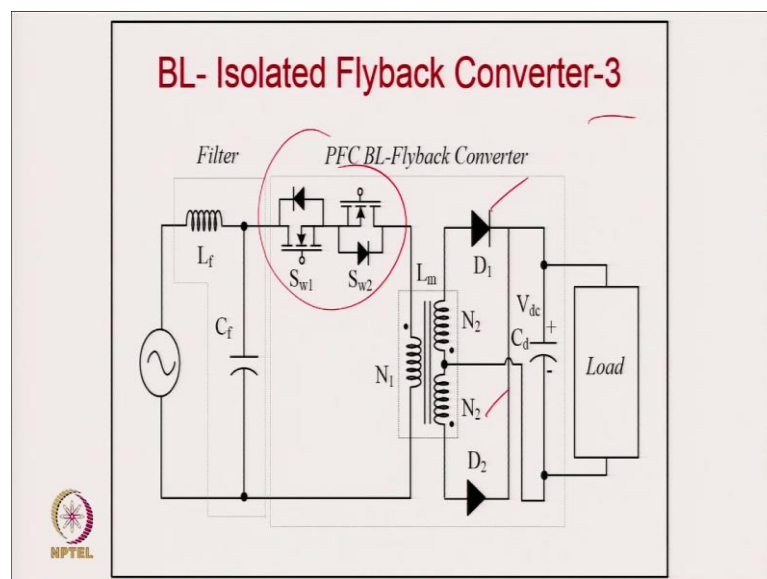 BL- Isolated Flyback Converter-3
Filter
PFC BL-Flyback Converter
Lf
Sw1
Sw2
Lm
D1
Vdc
Cf
N1
N2
Cd
+
-
Load
N2
D2
NPTEL